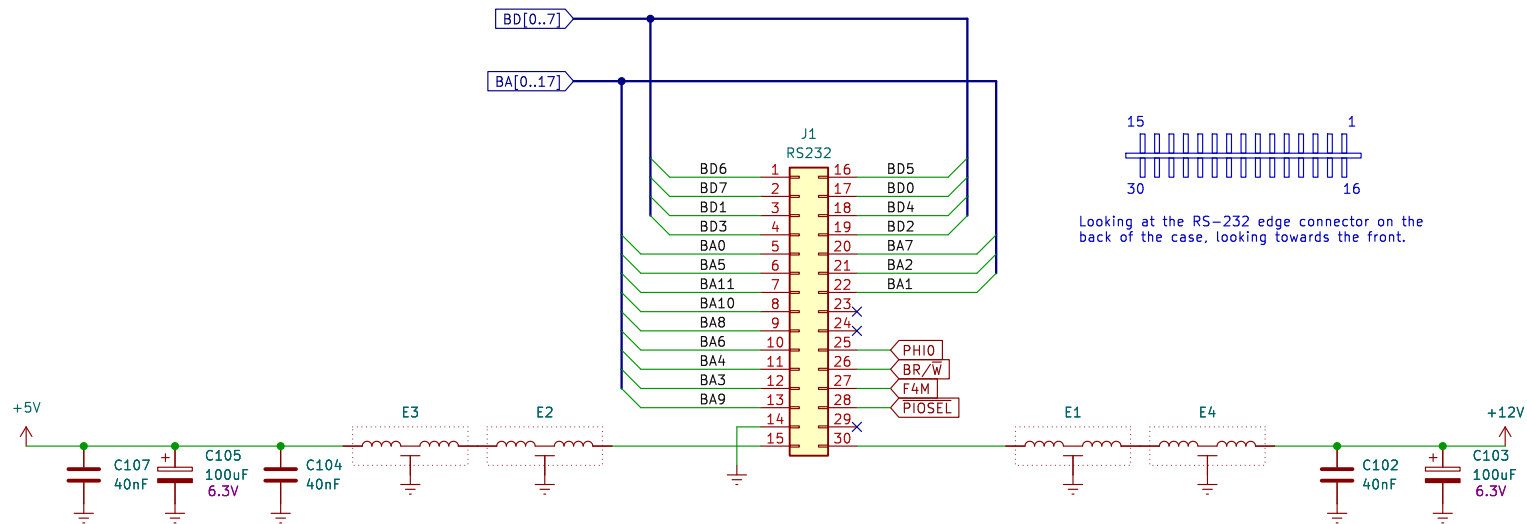 BD[0..7]
BA[0..17]
J1
RS232
BD6 1 16 BD5
BD7 2 17 BD0
BD1 3 18 BD4
BD3 4 19 BD2
BA0 5 20 BA7
BA5 6 21 BA2
BA11 7 22 BA1
BA10 8 23
BA8 9 24
BA6 10 25 PHI0
BA4 11 26 BR/W
BA3 12 27 F4M
BA9 13 28 PIOSEL
14 29
15 30
15 1
30 16
Looking at the RS-232 edge connector on the
back of the case, looking towards the front.
+5V
E3
E2
E1
E4
+12V
C107
40nF
+
C105
100uF
6.3V
C104
40nF
C102
40nF
+
C103
100uF
6.3V